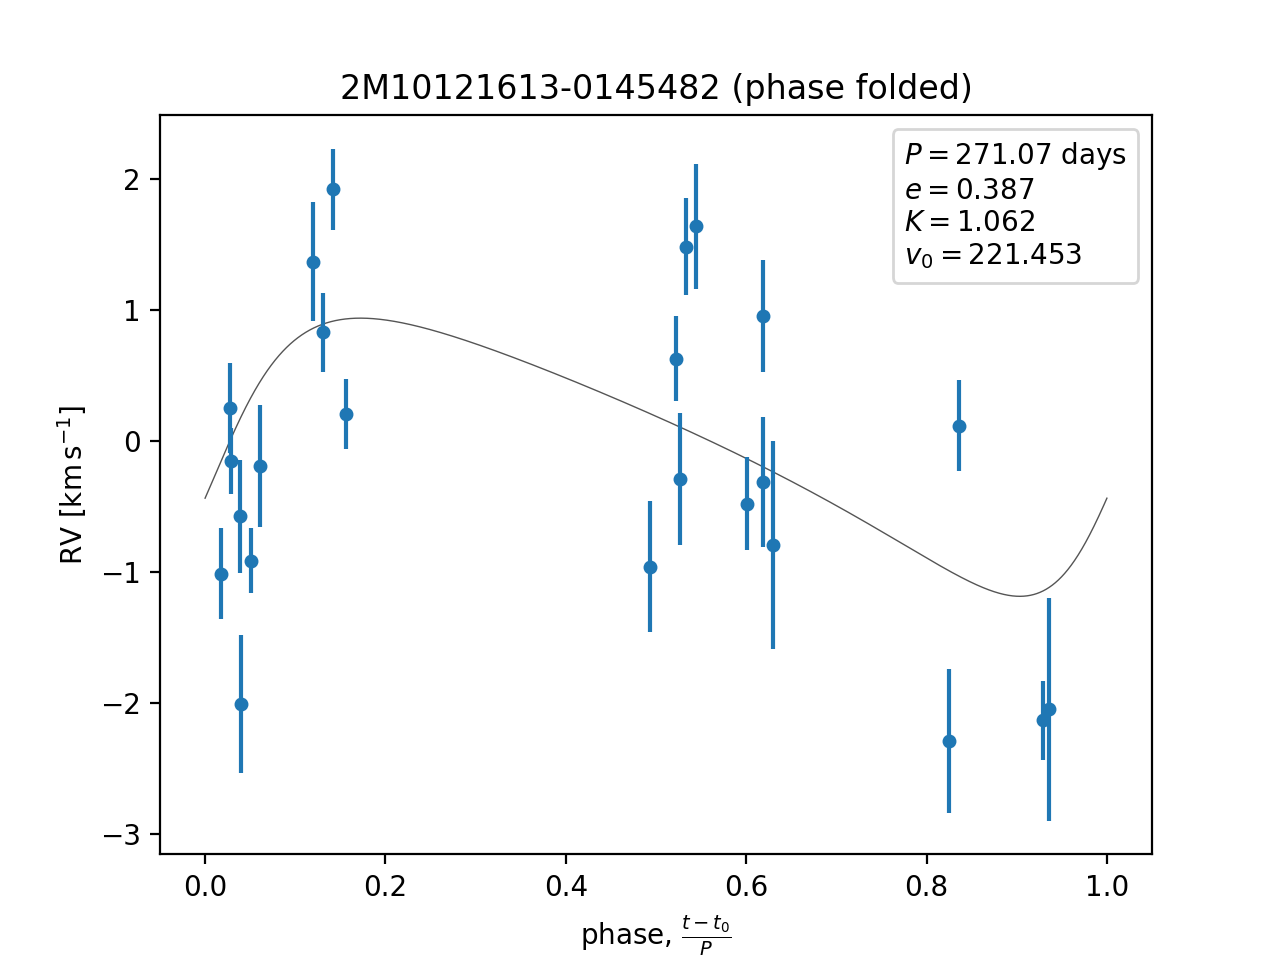 2M10121613-0145482 (phase folded)
P = 271.07 days
e = 0.387
K = 1.062
v₀ = 221.453
2
1
0
−1
−2
−3
RV [km s⁻¹]
0.0 0.2 0.4 0.6 0.8 1.0
phase, (t − t₀)/P